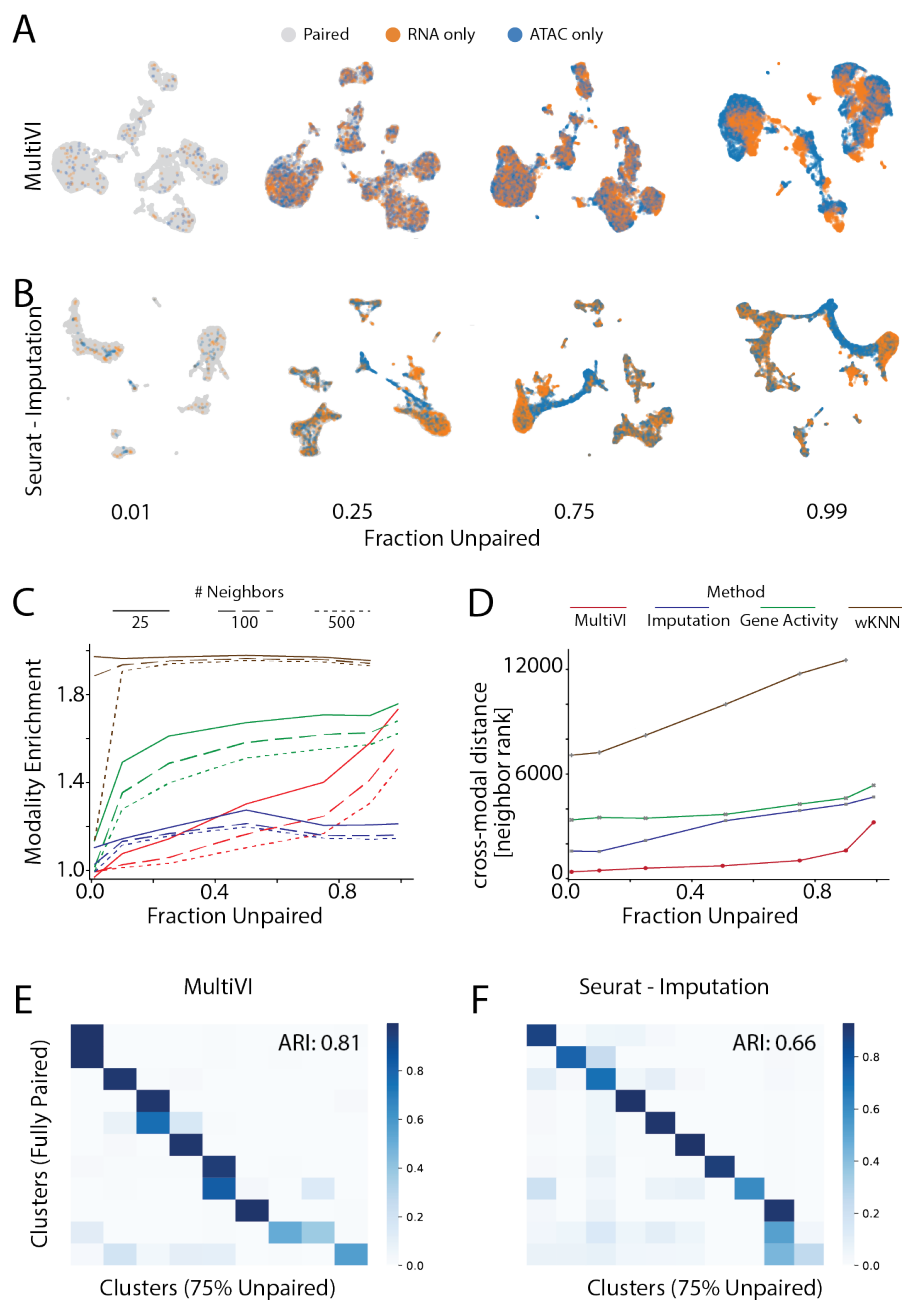 A
Paired RNA only ATAC only
MultiVI
B
Seurat - Imputation
0.01 0.25 0.75 0.99
Fraction Unpaired
C
# Neighbors
25 100 500
Modality Enrichment
1.8
1.4
1.0
0.0 0.4 0.8
Fraction Unpaired
D
Method
MultiVI Imputation Gene Activity wKNN
cross-modal distance
[neighbor rank]
12000
6000
0
0.0 0.4 0.8
Fraction Unpaired
E
MultiVI
ARI: 0.81
Clusters (Fully Paired)
0.8
0.6
0.4
0.2
0.0
Clusters (75% Unpaired)
F
Seurat - Imputation
ARI: 0.66
0.8
0.6
0.4
0.2
0.0
Clusters (75% Unpaired)